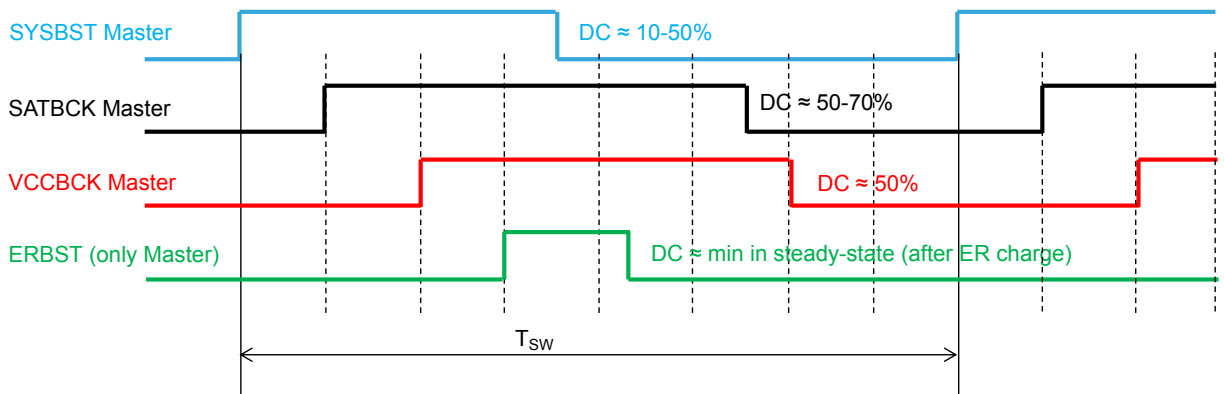 SYSBST Master
DC ≈ 10-50%
SATBCK Master
DC ≈ 50-70%
VCCBCK Master
DC ≈ 50%
ERBST (only Master)
DC ≈ min in steady-state (after ER charge)
TSW